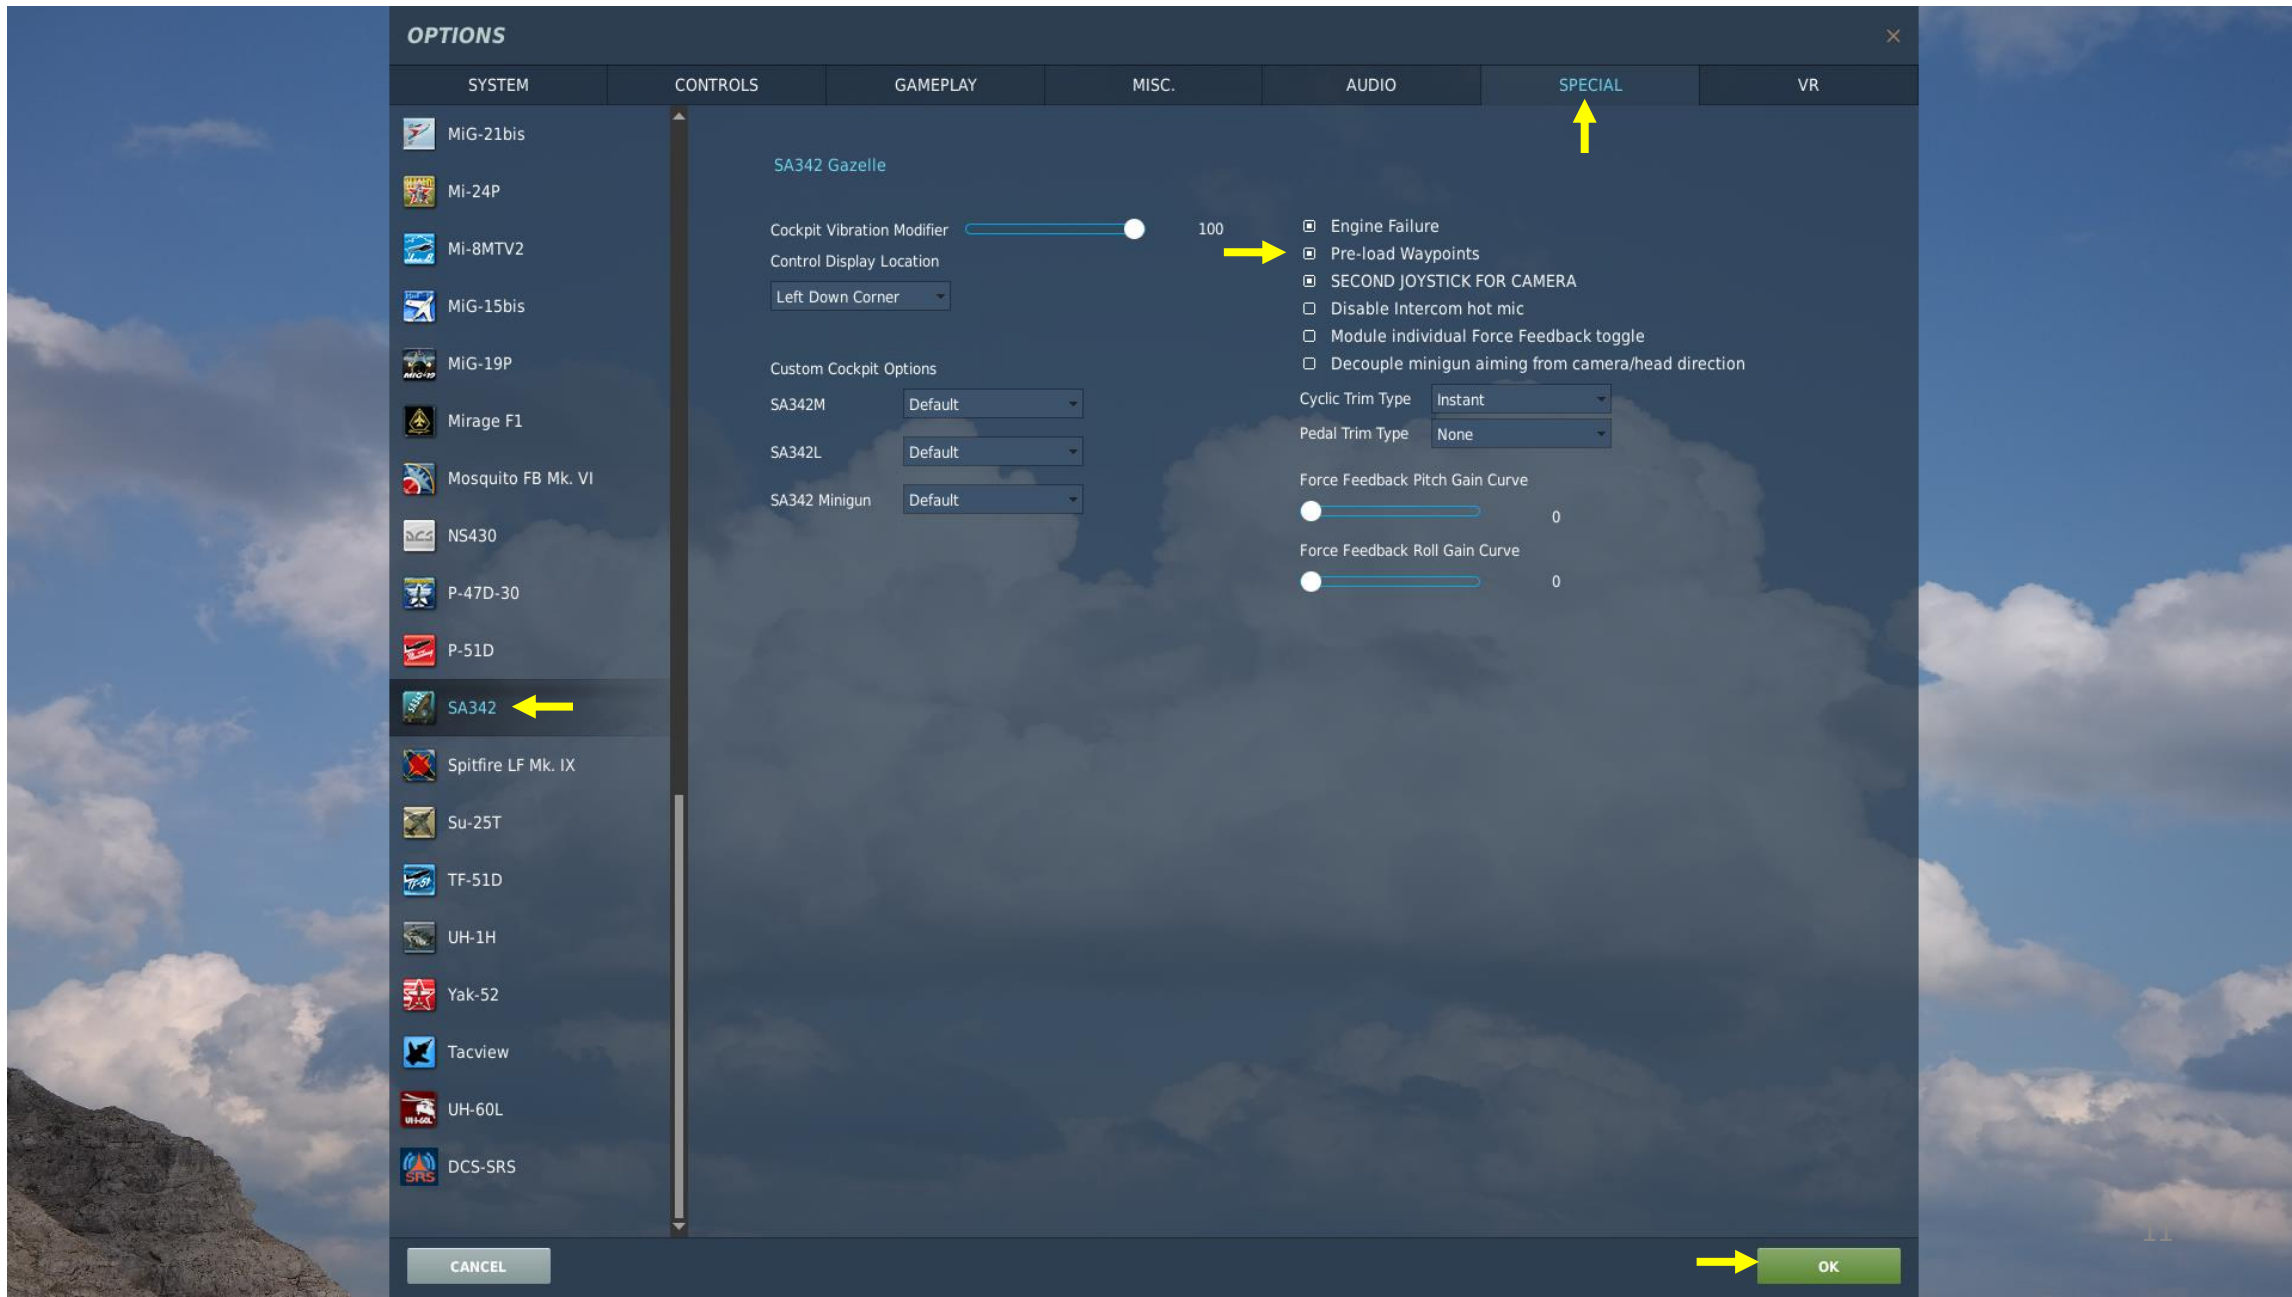 OPTIONS
SYSTEM CONTROLS GAMEPLAY MISC. AUDIO SPECIAL VR
MiG-21bis
Mi-24P
Mi-8MTV2
MiG-15bis
MiG-19P
Mirage F1
Mosquito FB Mk. VI
NS430
P-47D-30
P-51D
SA342
Spitfire LF Mk. IX
Su-25T
TF-51D
UH-1H
Yak-52
Tacview
UH-60L
DCS-SRS
SA342 Gazelle
Cockpit Vibration Modifier 100
Control Display Location
Left Down Corner
Custom Cockpit Options
SA342M Default
SA342L Default
SA342 Minigun Default
Engine Failure
Pre-load Waypoints
SECOND JOYSTICK FOR CAMERA
Disable Intercom hot mic
Module individual Force Feedback toggle
Decouple minigun aiming from camera/head direction
Cyclic Trim Type Instant
Pedal Trim Type None
Force Feedback Pitch Gain Curve
0
Force Feedback Roll Gain Curve
0
CANCEL
OK
11